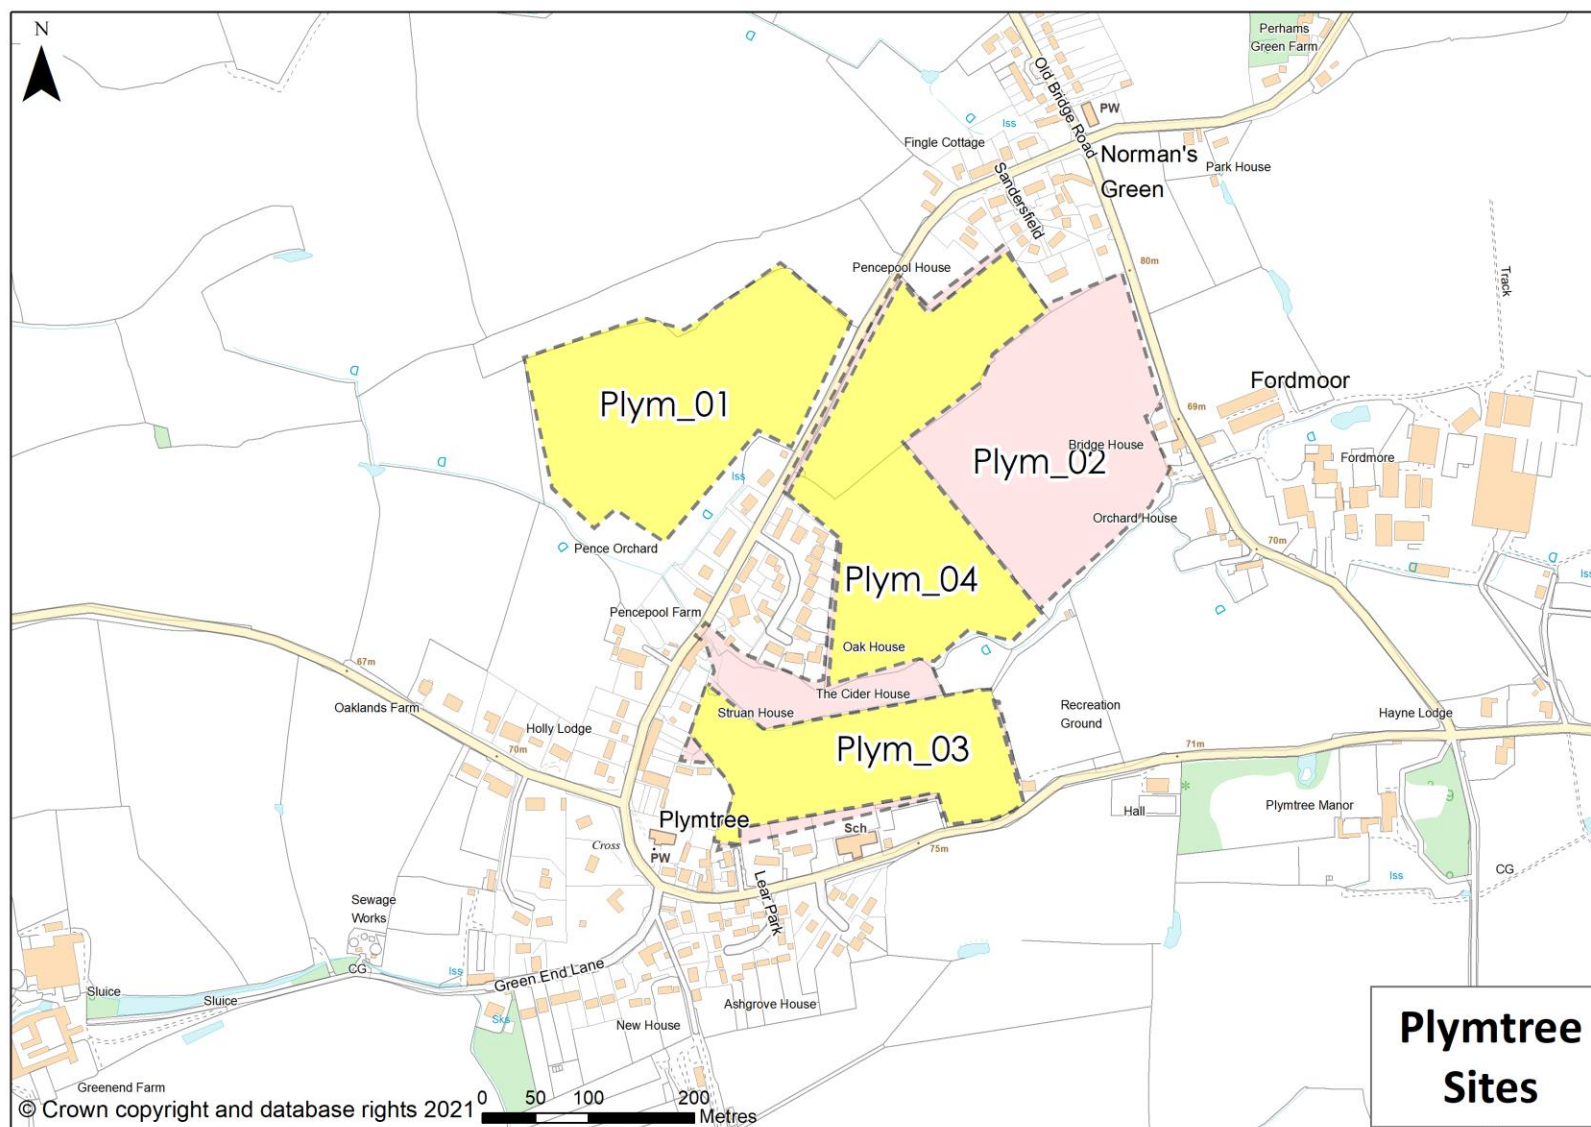 N
Perhams
Green Farm
Old Bridge Road
PW
D
D
Iss
Fingle Cottage
Norman's
Green
Park House
Sandersfield
Pencepool House
80m
Track
Plym_01
Fordmoor
D
69m
D
Bridge House
Plym_02
Fordmore
D
Iss
D
Orchard House
Pence Orchard
D
70m
D
Iss
D
Plym_04
D
Pencepool Farm
Oak House
D
67m
The Cider House
Oaklands Farm
Struan House
Recreation
Ground
Hayne Lodge
Holly Lodge
70m
Plym_03
71m
Plymtree Manor
Hall
Plymtree
Sch
Cross
PW
75m
CG
Iss
Lear Park
Sewage
Works
CG
Iss
Green End Lane
Sluice
Sluice
Ashgrove House
Sks
New House
Plymtree
Sites
Greenend Farm
0 50 100 200
Metres
© Crown copyright and database rights 2021